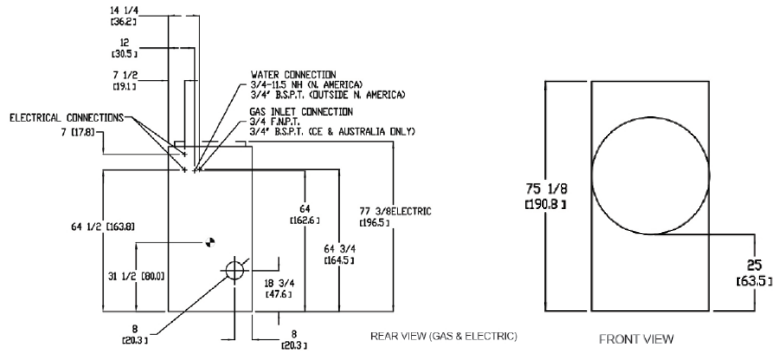 14 1/4
[36.2]
12
[30.5]
7 1/2
[19.1]
WATER CONNECTION
3/4-11.5 NH (N. AMERICA)
3/4" B.S.P.T. (OUTSIDE N. AMERICA)
GAS INLET CONNECTION
3/4 F.N.P.T.
3/4" B.S.P.T. (CE & AUSTRALIA ONLY)
ELECTRICAL CONNECTIONS
7 [17.8]
64 1/2 [163.8]
31 1/2 [80.0]
64
[162.6]
64 3/4
[164.5]
77 3/8ELECTRIC
[196.5]
18 3/4
[47.6]
8
[20.3]
8
[20.3]
REAR VIEW (GAS & ELECTRIC)
75 1/8
[190.8 ]
25
[63.5]
FRONT VIEW